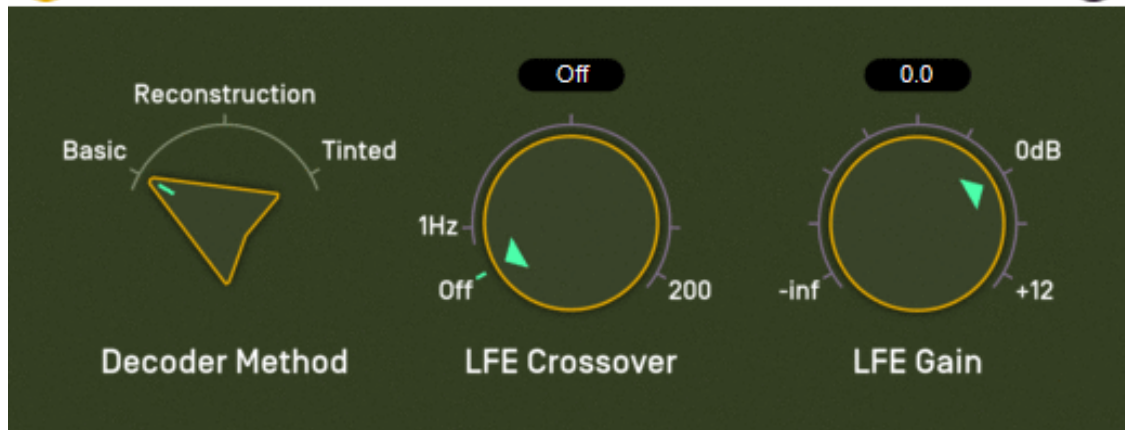 Off
0.0
Reconstruction
Basic
Tinted
0dB
1Hz
Off
200
-inf
+12
Decoder Method
LFE Crossover
LFE Gain